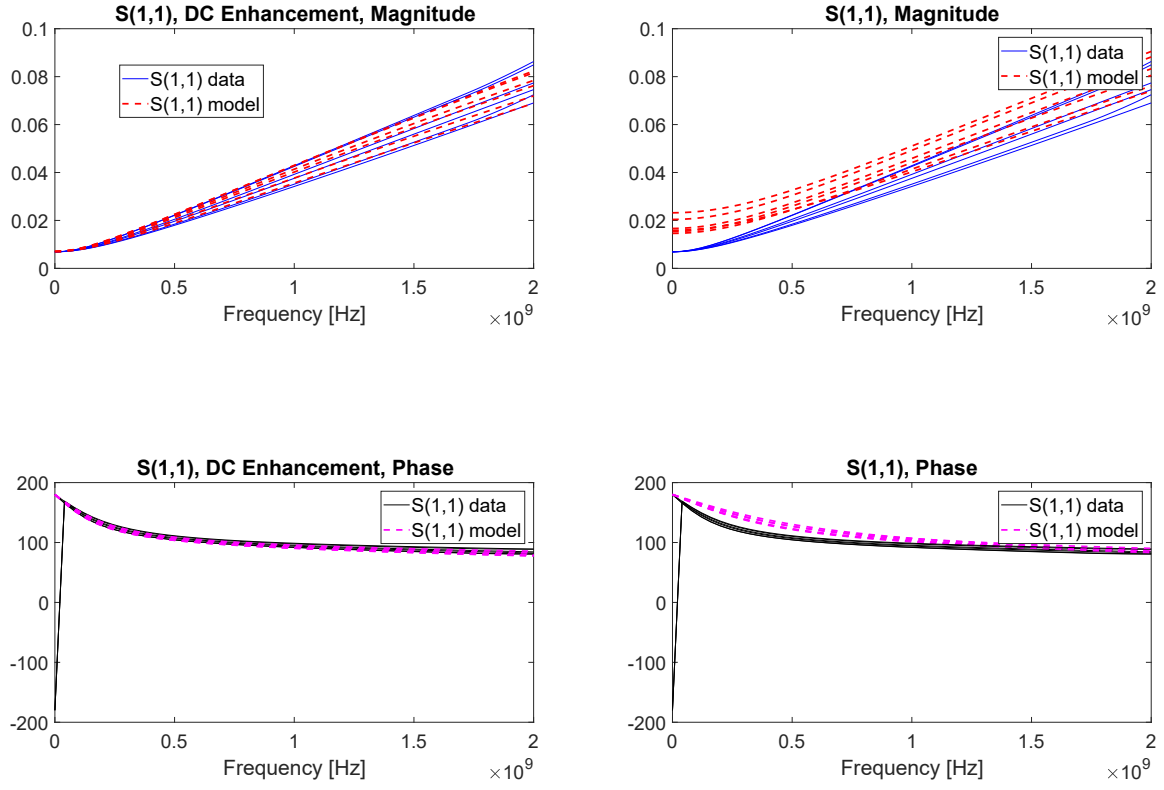 S(1,1), DC Enhancement, Magnitude
0.1
0.08
0.06
0.04
0.02
0
S(1,1) data
S(1,1) model
0 0.5 1 1.5 2
Frequency [Hz]
×10^9
S(1,1), Magnitude
0.1
0.08
0.06
0.04
0.02
0
S(1,1) data
S(1,1) model
0 0.5 1 1.5 2
Frequency [Hz]
×10^9
S(1,1), DC Enhancement, Phase
200
100
0
-100
-200
S(1,1) data
S(1,1) model
0 0.5 1 1.5 2
Frequency [Hz]
×10^9
S(1,1), Phase
200
100
0
-100
-200
S(1,1) data
S(1,1) model
0 0.5 1 1.5 2
Frequency [Hz]
×10^9